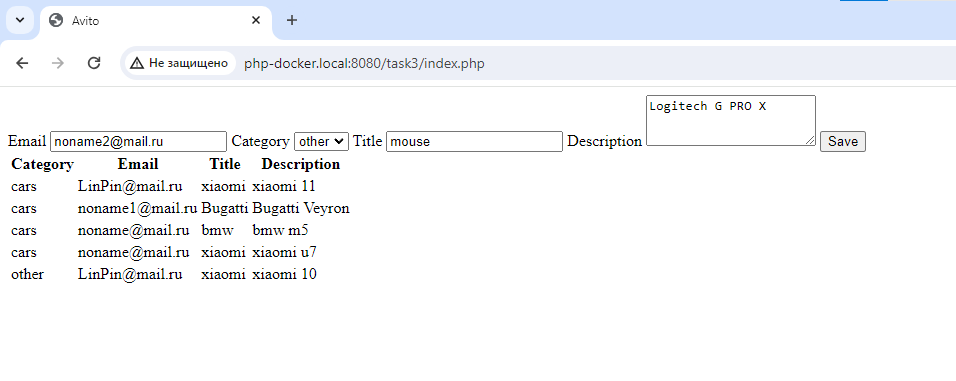 Avito
Не защищено php-docker.local:8080/task3/index.php
Email noname2@mail.ru Category other Title mouse Description Logitech G PRO X Save
Category Email Title Description
cars LinPin@mail.ru xiaomi xiaomi 11
cars noname1@mail.ru Bugatti Bugatti Veyron
cars noname@mail.ru bmw bmw m5
cars noname@mail.ru xiaomi xiaomi u7
other LinPin@mail.ru xiaomi xiaomi 10